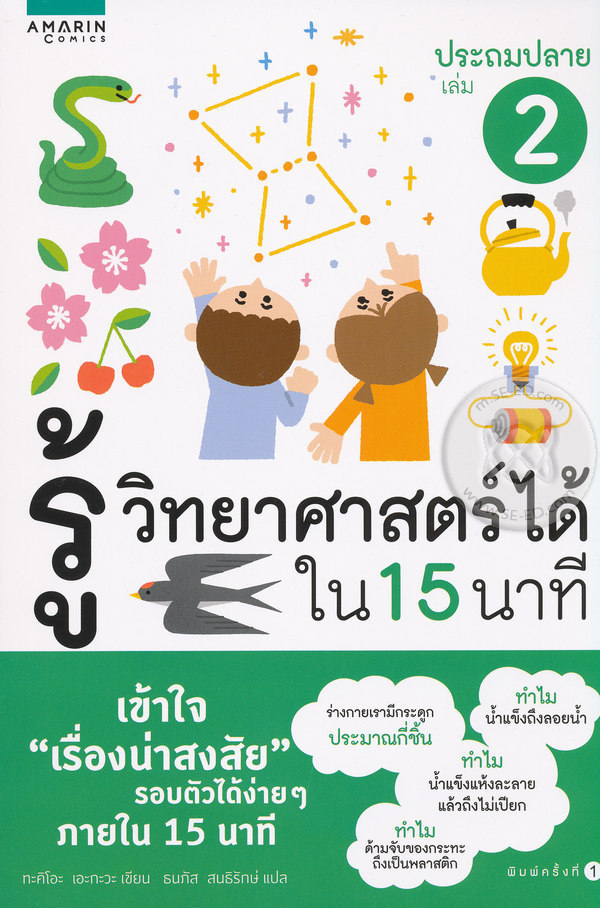 AMARIN
COMICS
ประถมปลาย
เล่ม
2
m.SE-ED.com
รู้
วิทยาศาสตร์ได้
www.SE-ED.com
ใน 15 นาที
เข้าใจ
“เรื่องน่าสงสัย”
รอบตัวได้ง่าย ๆ
ภายใน 15 นาที
ร่างกายเรามีกระดูก
ประมาณกี่ชิ้น
ทำไม
น้ำแข็งถึงลอยน้ำ
ทำไม
น้ำแข็งแห้งละลาย
แล้วถึงไม่เปียก
ทำไม
ด้ามจับของกระทะ
ถึงเป็นพลาสติก
ทะคิโอะ เอะกะวะ เขียน ธนภัส สนธิรักษ์ แปล
พิมพ์ครั้งที่ 1